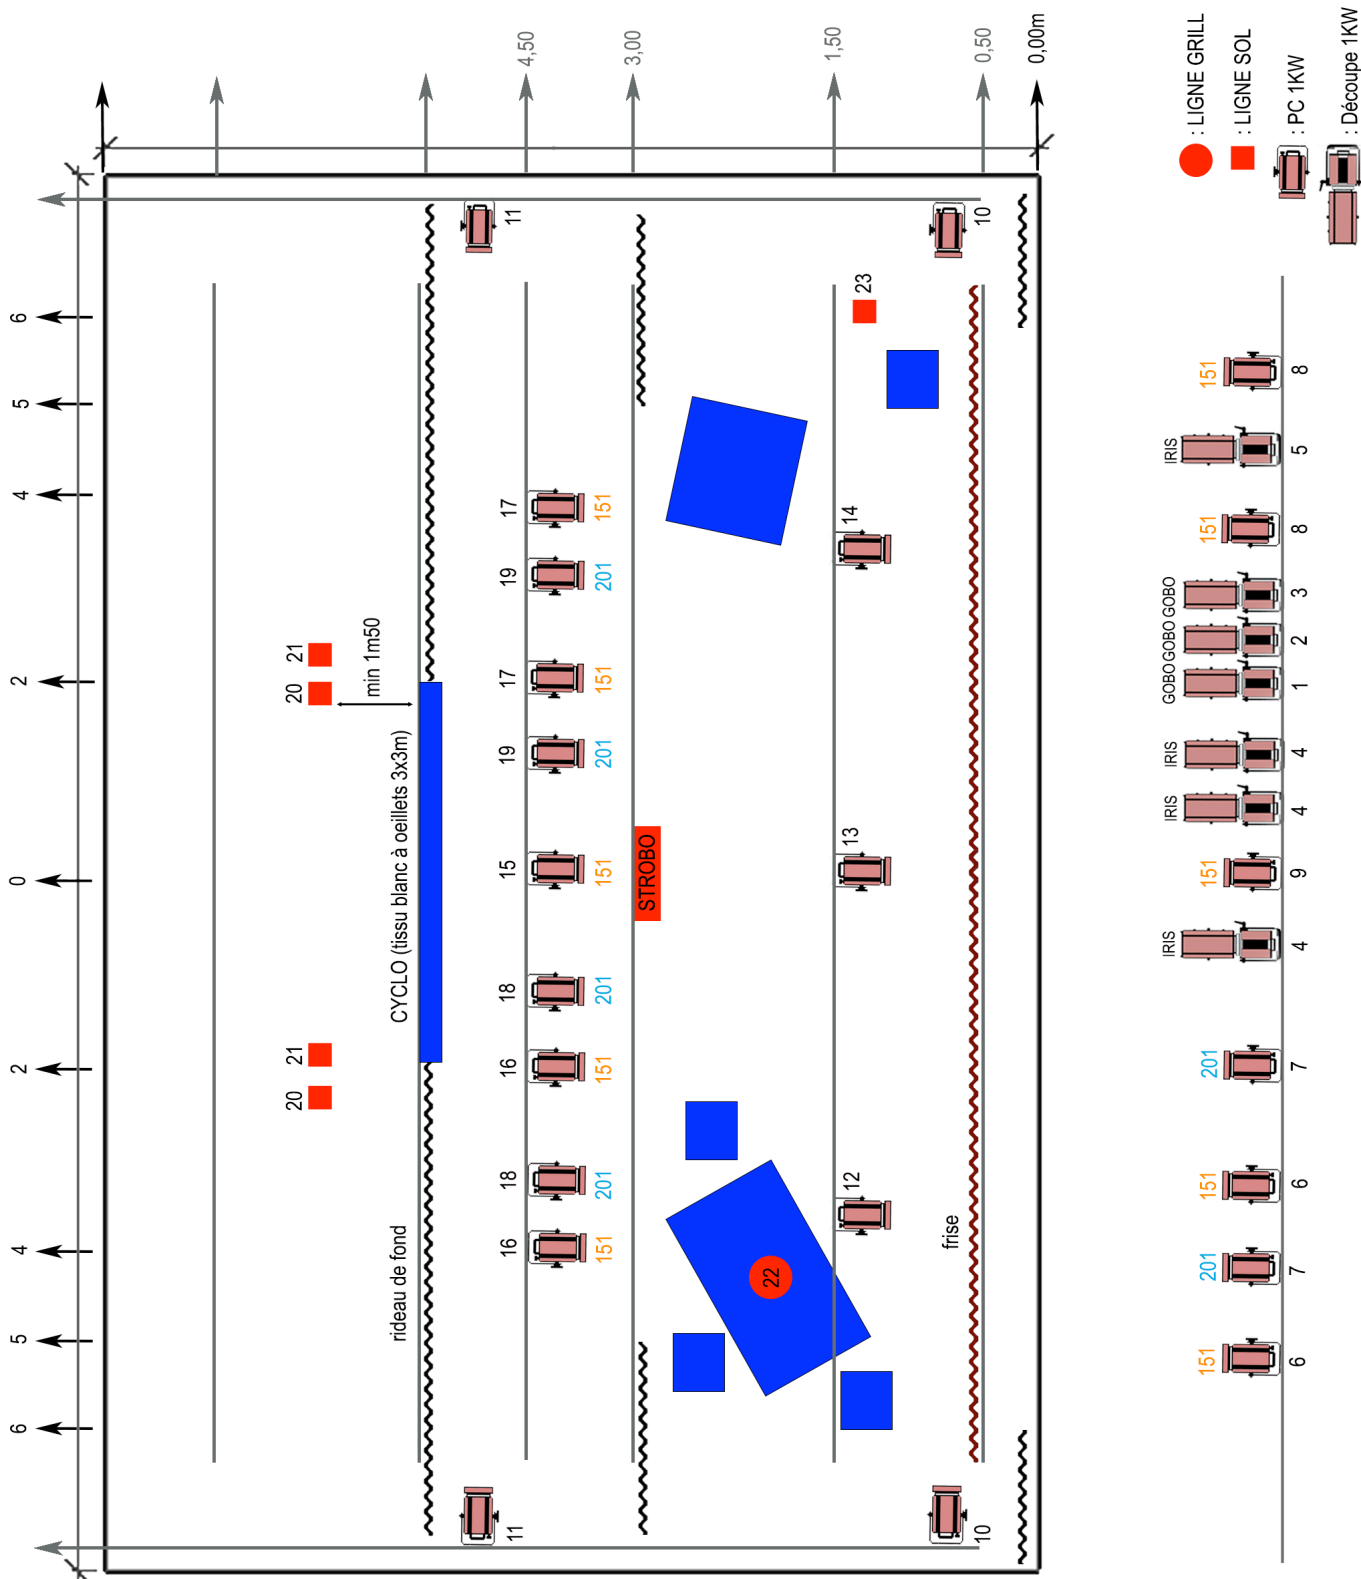 6 5 4 2 0 2 4 5 6
20 21 20 21
min 1m50
rideau de fond
CYCLO (tissu blanc à oeillets 3x3m)
11 16 18 16 18 15 19 17 19 17 11
4,50
151 201 151 201 151 201 151 201 151
STROBO
3,00
22
12 13 14
1,50
23
frise
10 10
0,50
0,00m
IRIS IRIS IRIS GOBO GOBO GOBO IRIS
151 201 151 201 151 151 151
6 7 6 7 4 9 4 4 1 2 3 8 5 8
: LIGNE GRILL
: LIGNE SOL
: PC 1KW
: Découpe 1KW